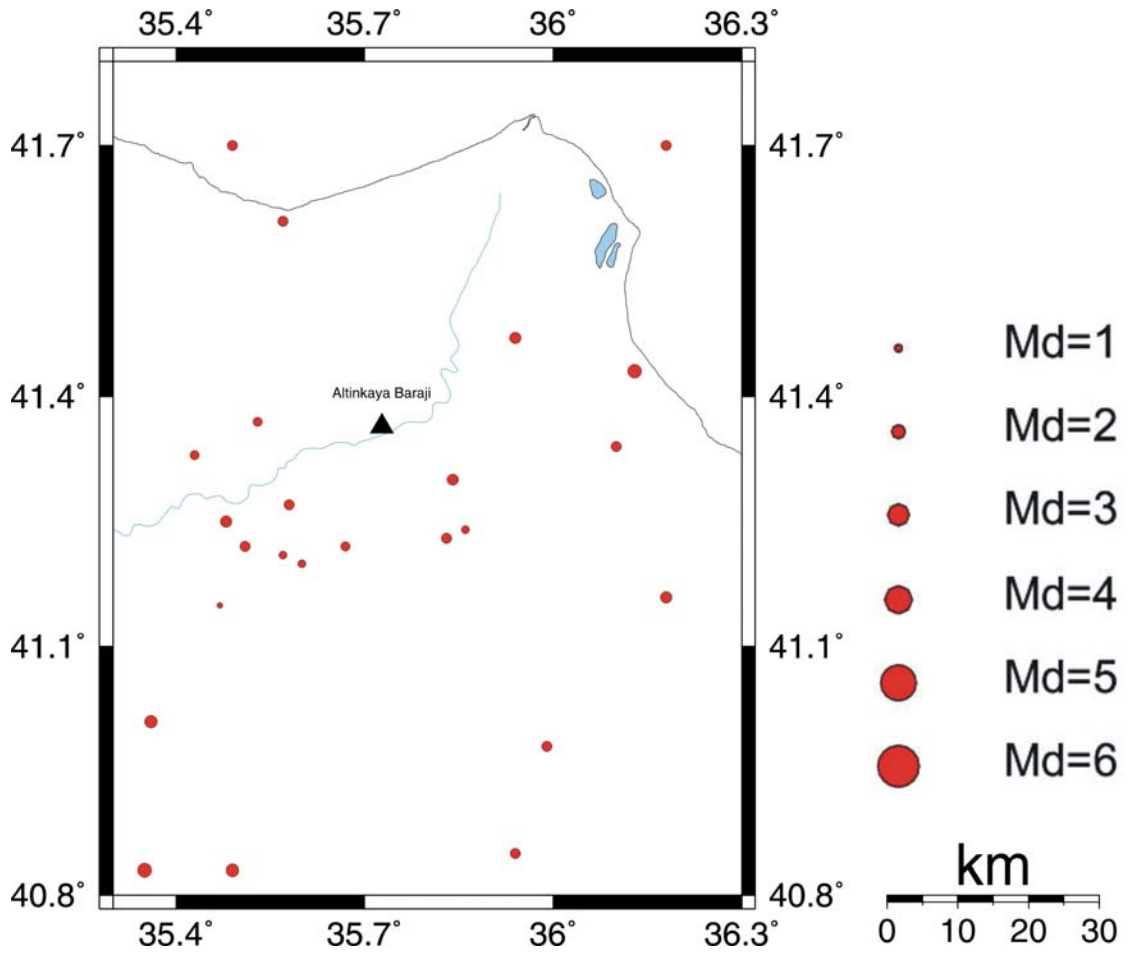 35.4˚ 35.7˚ 36˚ 36.3˚
41.7˚ 41.7˚
41.4˚ 41.4˚
Altinkaya Baraji
41.1˚ 41.1˚
40.8˚ 40.8˚
35.4˚ 35.7˚ 36˚ 36.3˚
Md=1
Md=2
Md=3
Md=4
Md=5
Md=6
km
0 10 20 30